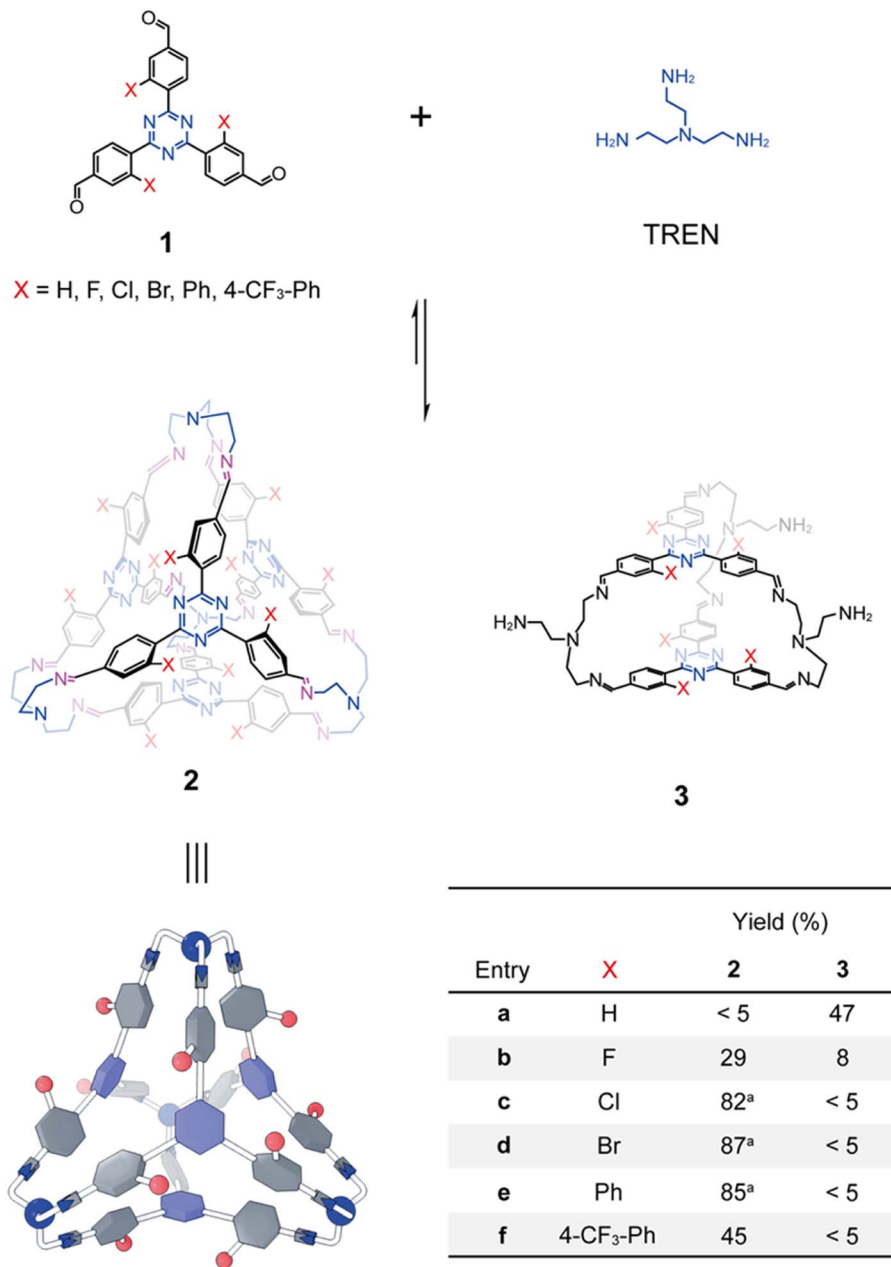 O
X
N N X
N
X
O O
1
X = H, F, Cl, Br, Ph, 4-CF₃-Ph
+
NH₂
H₂N N NH₂
TREN
N
N N N
X X
X X X X
N N N N N N
N N N
X X
N N
N N N
N X X N
X X
N N N
N N N N
N X X N
2
N
N NH₂
X
N N X
N
X
N N
H₂N N N NH₂
N
X
N N X
N
N X N
3
Yield (%)
Entry X 2 3
a H < 5 47
b F 29 8
c Cl 82ᵃ < 5
d Br 87ᵃ < 5
e Ph 85ᵃ < 5
f 4-CF₃-Ph 45 < 5